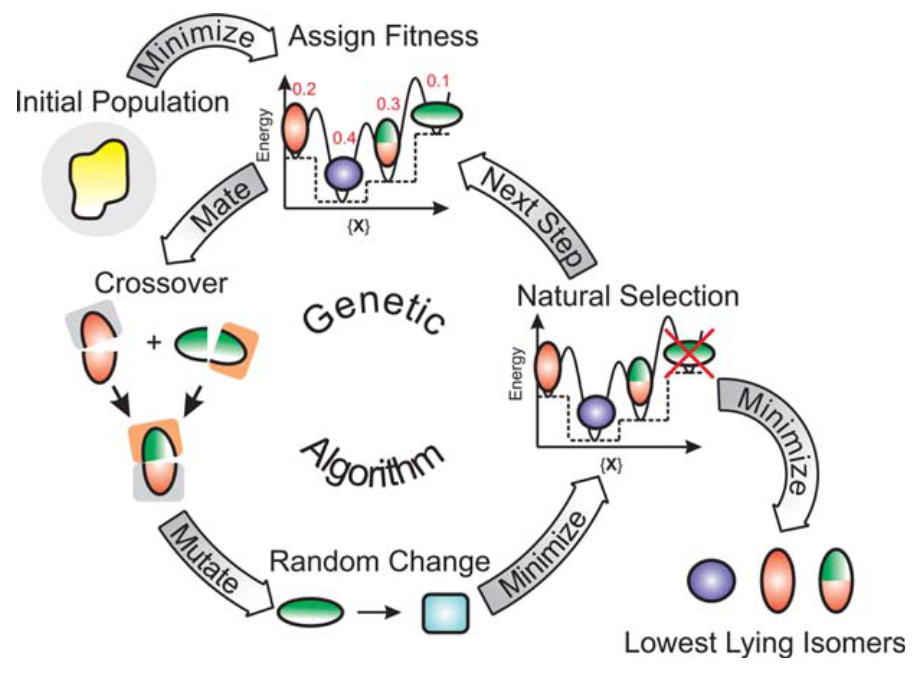 Minimize
Assign Fitness
Initial Population
0.2
0.4
0.3
0.1
Energy
{X}
Mate
Next Step
Crossover
+
Genetic
Algorithm
Natural Selection
Energy
{X}
Minimize
Mutate
Random Change
Minimize
Lowest Lying Isomers